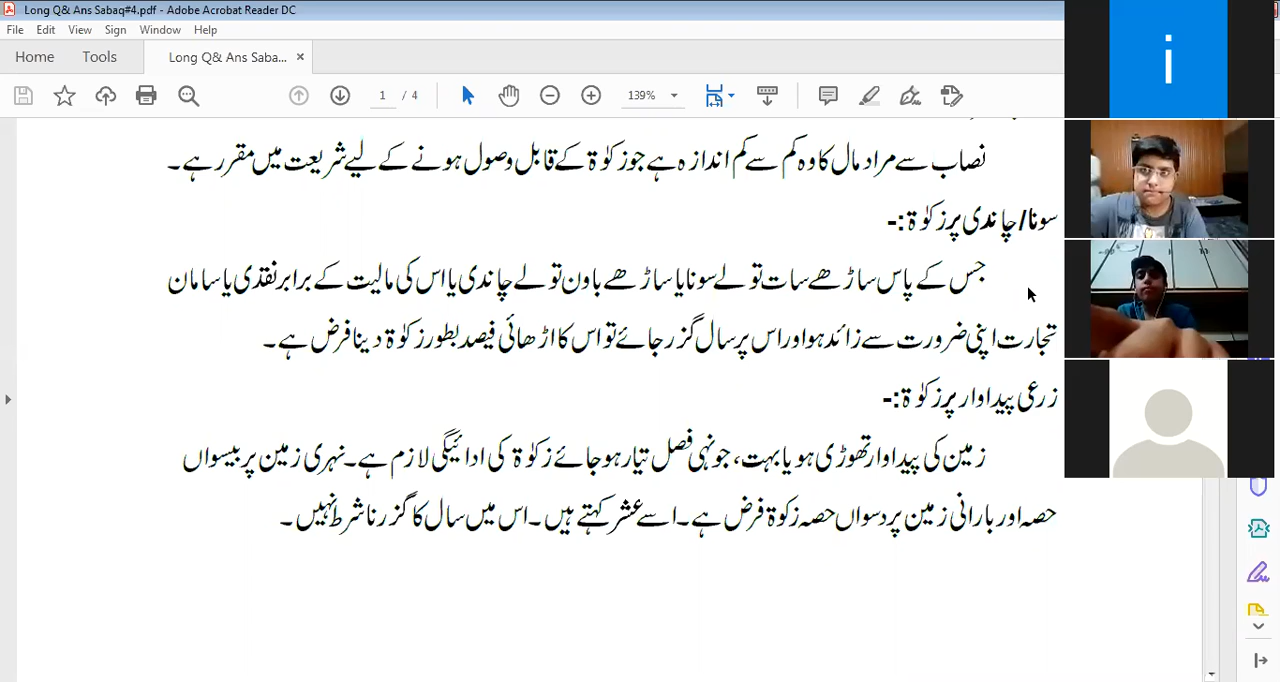 Long Q& Ans Sabaq#4.pdf - Adobe Acrobat Reader DC
File Edit View Sign Window Help
Home Tools Long Q& Ans Saba... ×
1 / 4 139%
نصاب سے مراد مال کا وہ کم سے کم اندازہ ہے جو زکوٰۃ کے قابل وصول ہونے کے لیے شریعت میں مقرر ہے۔
سونا/چاندی پر زکوٰۃ:-
جس کے پاس ساڑھے سات تولے سونا یا ساڑھے باون تولے چاندی یا اس کی مالیت کے برابر نقدی یا سامان
تجارت اپنی ضرورت سے زائد ہو اور اس پر سال گزر جائے تو اس کا اڑھائی فیصد بطور زکوٰۃ دینا فرض ہے۔
زرعی پیداوار پر زکوٰۃ:-
زمین کی پیداوار تھوڑی ہو یا بہت، جونہی فصل تیار ہو جائے زکوٰۃ کی ادائیگی لازم ہے۔ نہری زمین پر بیسواں
حصہ اور بارانی زمین پر دسواں حصہ زکوٰۃ فرض ہے۔ اسے عشر کہتے ہیں۔ اس میں سال کا گزرنا شرط نہیں۔
i